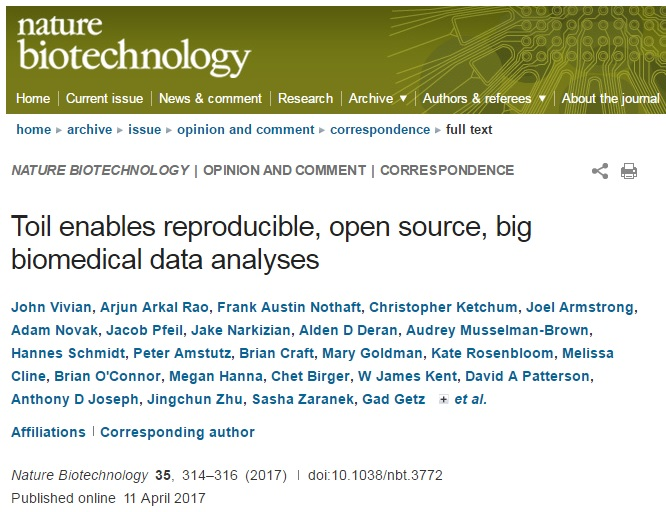 nature
biotechnology
Home | Current issue | News & comment | Research | Archive ▼ | Authors & referees ▼ | About the journal
home ▸ archive ▸ issue ▸ opinion and comment ▸ correspondence ▸ full text
NATURE BIOTECHNOLOGY | OPINION AND COMMENT | CORRESPONDENCE
Toil enables reproducible, open source, big
biomedical data analyses
John Vivian, Arjun Arkal Rao, Frank Austin Nothaft, Christopher Ketchum, Joel Armstrong,
Adam Novak, Jacob Pfeil, Jake Narkizian, Alden D Deran, Audrey Musselman-Brown,
Hannes Schmidt, Peter Amstutz, Brian Craft, Mary Goldman, Kate Rosenbloom, Melissa
Cline, Brian O'Connor, Megan Hanna, Chet Birger, W James Kent, David A Patterson,
Anthony D Joseph, Jingchun Zhu, Sasha Zaranek, Gad Getz + et al.
Affiliations | Corresponding author
Nature Biotechnology 35, 314–316 (2017) | doi:10.1038/nbt.3772
Published online 11 April 2017